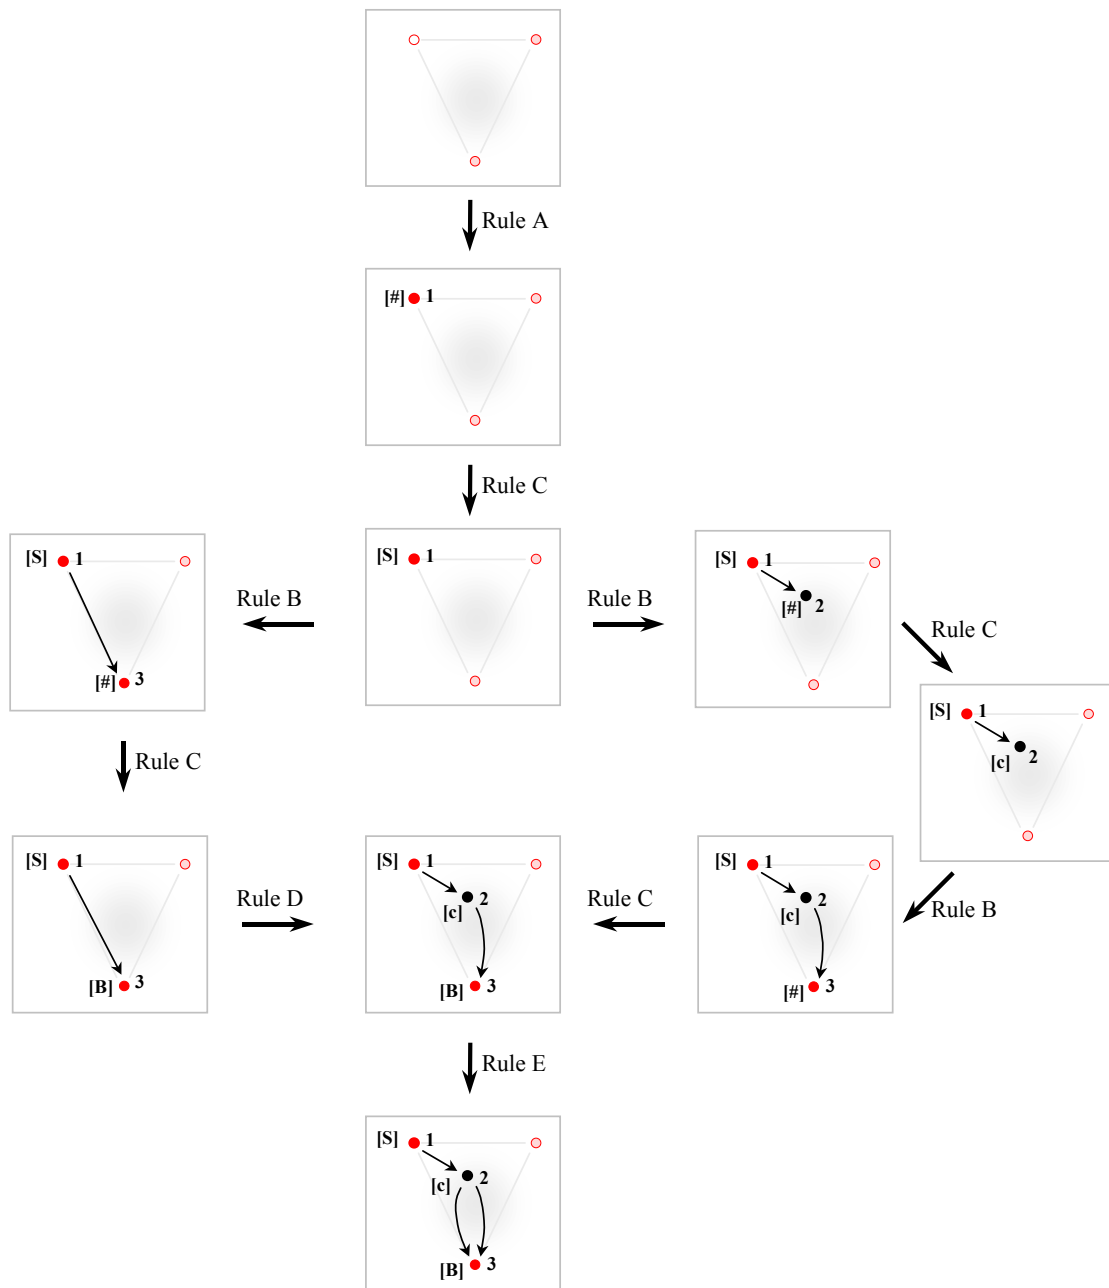 Rule A
[#] 1
Rule C
[S] 1
[#] 3
Rule B
[S] 1
Rule B
[S] 1
[#] 2
Rule C
[S] 1
[c] 2
Rule C
[S] 1
[B] 3
Rule D
[S] 1
[c] 2
[B] 3
Rule C
[S] 1
[c] 2
[#] 3
Rule B
Rule E
[S] 1
[c] 2
[B] 3